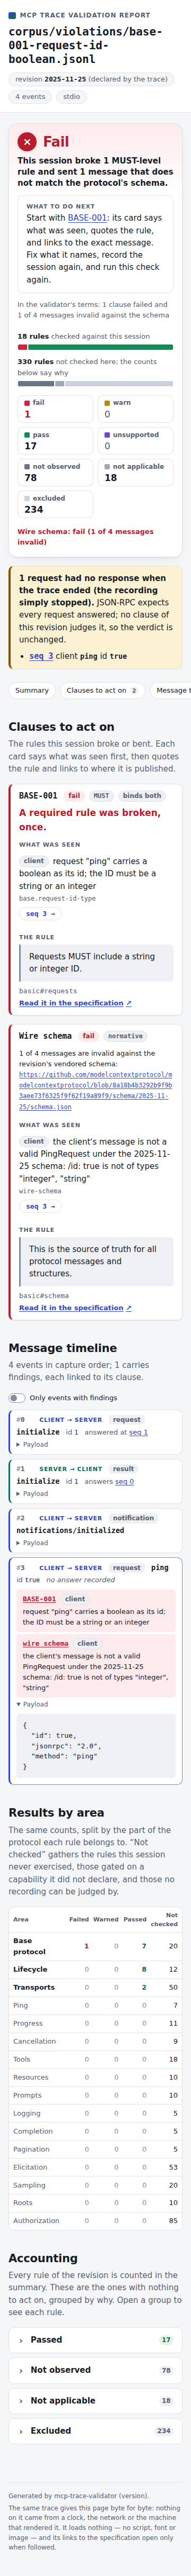 MCP TRACE VALIDATION REPORT
corpus/violations/base-
001-request-id-
boolean.jsonl
revision 2025-11-25 (declared by the trace)
4 events
stdio
Fail
This session broke 1 MUST-level
rule and sent 1 message that does
not match the protocol's schema.
WHAT TO DO NEXT
Start with BASE-001: its card says
what was seen, quotes the rule,
and links to the exact message.
Fix what it names, record the
session again, and run this check
again.
In the validator's terms: 1 clause failed and
1 of 4 messages invalid against the schema
18 rules checked against this session
330 rules not checked here; the counts
below say why
fail
1
warn
0
pass
17
unsupported
0
not observed
78
not applicable
18
excluded
234
Wire schema: fail (1 of 4 messages
invalid)
1 request had no response when
the trace ended (the recording
simply stopped). JSON-RPC expects
every request answered; no clause of
this revision judges it, so the verdict is
unchanged.
• seq 3 client ping id true
Summary
Clauses to act on 2
Message t
Clauses to act on
The rules this session broke or bent. Each
card says what was seen first, then quotes
the rule and links to where it is published.
BASE-001 fail MUST binds both
A required rule was broken,
once.
WHAT WAS SEEN
client request "ping" carries a
boolean as its id; the ID must be a
string or an integer
base.request-id-type
seq 3 →
THE RULE
Requests MUST include a string
or integer ID.
basic#requests
Read it in the specification ↗
Wire schema fail normative
1 of 4 messages are invalid against the
revision's vendored schema:
https://github.com/modelcontextprotocol/m
odelcontextprotocol/blob/8a18b4b3292b9f9b
3aee73f6325f9f62f19a89f9/schema/2025-11-
25/schema.json
WHAT WAS SEEN
client the client's message is not a
valid PingRequest under the 2025-11-
25 schema: /id: true is not of types
"integer", "string"
wire-schema
seq 3 →
THE RULE
This is the source of truth for all
protocol messages and
structures.
basic#schema
Read it in the specification ↗
Message timeline
4 events in capture order; 1 carries
findings, each linked to its clause.
Only events with findings
#0 CLIENT → SERVER request
initialize id 1 answered at seq 1
▸ Payload
#1 SERVER → CLIENT result
initialize id 1 answers seq 0
▸ Payload
#2 CLIENT → SERVER notification
notifications/initialized
▸ Payload
#3 CLIENT → SERVER request ping
id true no answer recorded
BASE-001 client
request "ping" carries a boolean as its id;
the ID must be a string or an integer
wire schema client
the client's message is not a valid
PingRequest under the 2025-11-25
schema: /id: true is not of types "integer",
"string"
▾ Payload
{
"id": true,
"jsonrpc": "2.0",
"method": "ping"
}
Results by area
The same counts, split by the part of the
protocol each rule belongs to. “Not
checked” gathers the rules this session
never exercised, those gated on a
capability it did not declare, and those no
recording can be judged by.
Area Failed Warned Passed Not checked
Base protocol 1 0 7 20
Lifecycle 0 0 8 12
Transports 0 0 2 50
Ping 0 0 0 7
Progress 0 0 0 11
Cancellation 0 0 0 9
Tools 0 0 0 18
Resources 0 0 0 10
Prompts 0 0 0 10
Logging 0 0 0 5
Completion 0 0 0 5
Pagination 0 0 0 5
Elicitation 0 0 0 53
Sampling 0 0 0 20
Roots 0 0 0 10
Authorization 0 0 0 85
Accounting
Every rule of the revision is counted in the
summary. These are the ones with nothing
to act on, grouped by why. Open a group to
see each rule.
› Passed 17
› Not observed 78
› Not applicable 18
› Excluded 234
Generated by mcp-trace-validator (version).
The same trace gives this page byte for byte: nothing
on it came from a clock, the network or the machine
that rendered it. It loads nothing — no script, font or
image — and its links to the specification open only
when followed.